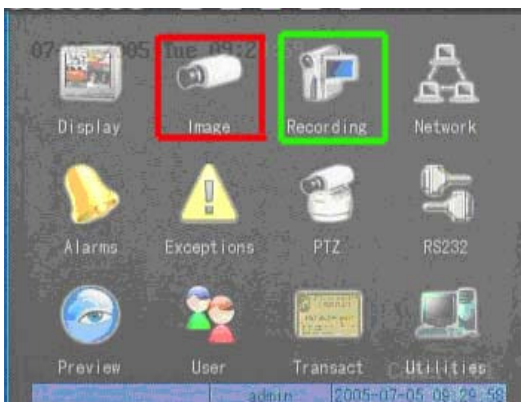 Tue
Display Image Recording Network
Alarms Exceptions PTZ RS232
Preview User Transact Utilities
admin 2005-07-05 09:29:58